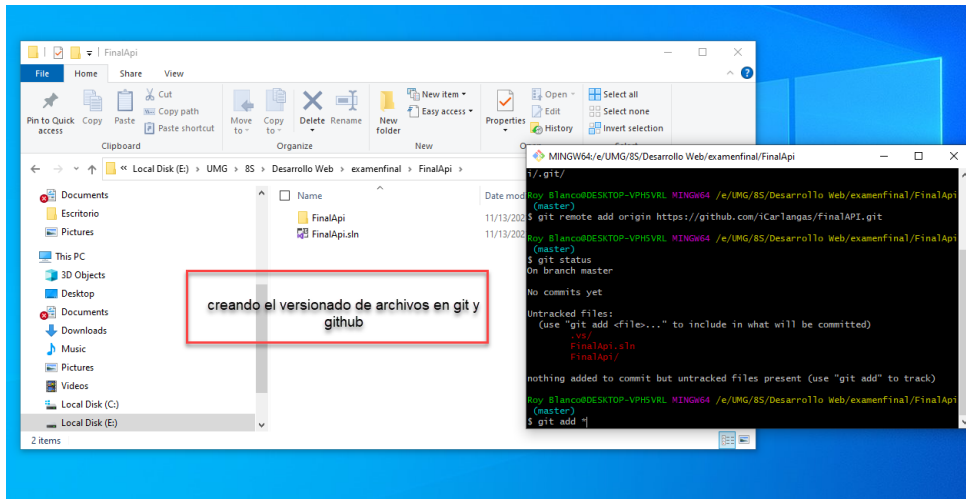 FinalApi
File Home Share View
Pin to Quick access
Copy
Paste
Cut
Copy path
Paste shortcut
Clipboard
Move to
Copy to
Delete
Rename
Organize
New folder
New item
Easy access
New
Properties
Open
Edit
History
Select all
Select none
Invert selection
« Local Disk (E:) › UMG › 8S › Desarrollo Web › examenfinal › FinalApi ›
Documents
Escritorio
Pictures
This PC
3D Objects
Desktop
Documents
Downloads
Music
Pictures
Videos
Local Disk (C:)
Local Disk (E:)
2 items
Name Date mod
FinalApi 11/13/202
FinalApi.sln 11/13/202
creando el versionado de archivos en git y
github
MINGW64:/e/UMG/8S/Desarrollo Web/examenfinal/FinalApi
i/.git/
Roy Blanco@DESKTOP-VPH5VRL MINGW64 /e/UMG/8S/Desarrollo Web/examenfinal/FinalApi
(master)
$ git remote add origin https://github.com/iCarlangas/finalAPI.git
Roy Blanco@DESKTOP-VPH5VRL MINGW64 /e/UMG/8S/Desarrollo Web/examenfinal/FinalApi
(master)
$ git status
On branch master
No commits yet
Untracked files:
(use "git add <file>..." to include in what will be committed)
.vs/
FinalApi.sln
FinalApi/
nothing added to commit but untracked files present (use "git add" to track)
Roy Blanco@DESKTOP-VPH5VRL MINGW64 /e/UMG/8S/Desarrollo Web/examenfinal/FinalApi
(master)
$ git add *